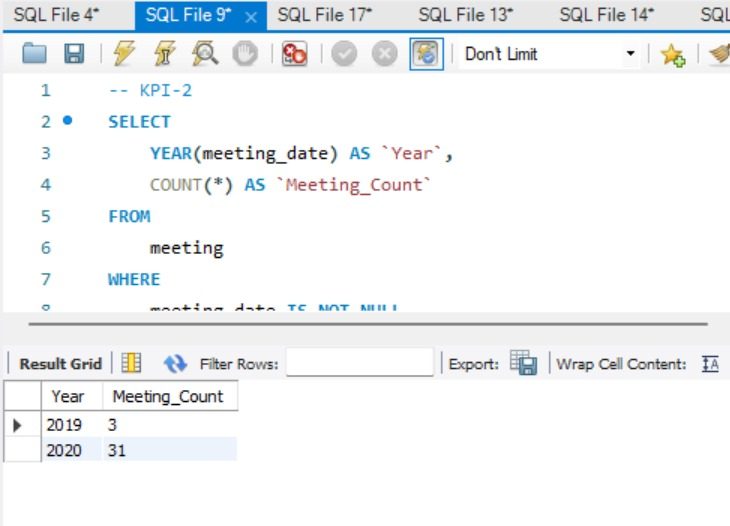 SQL File 4* SQL File 9* × SQL File 17* SQL File 13* SQL File 14* SQL
Don't Limit
1 -- KPI-2
2 SELECT
3 YEAR(meeting_date) AS `Year`,
4 COUNT(*) AS `Meeting_Count`
5 FROM
6 meeting
7 WHERE
8 meeting_date IS NOT NULL
Result Grid Filter Rows: Export: Wrap Cell Content: IA
Year Meeting_Count
2019 3
2020 31